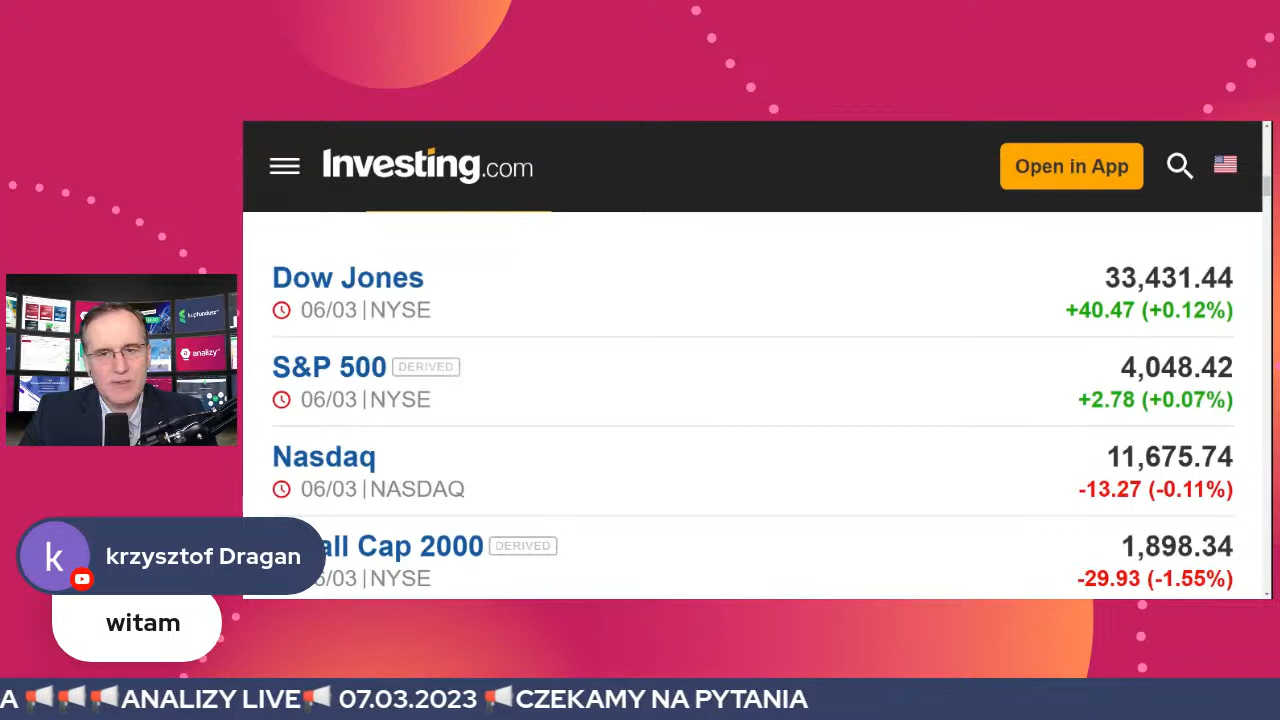 Investing.com
Open in App
Dow Jones
33,431.44
06/03 | NYSE
+40.47 (+0.12%)
S&P 500 DERIVED
4,048.42
06/03 | NYSE
+2.78 (+0.07%)
Nasdaq
11,675.74
06/03 | NASDAQ
-13.27 (-0.11%)
all Cap 2000 DERIVED
1,898.34
6/03 | NYSE
-29.93 (-1.55%)
kupfundusz
analizy
k
krzysztof Dragan
witam
A ANALIZY LIVE 07.03.2023 CZEKAMY NA PYTANIA